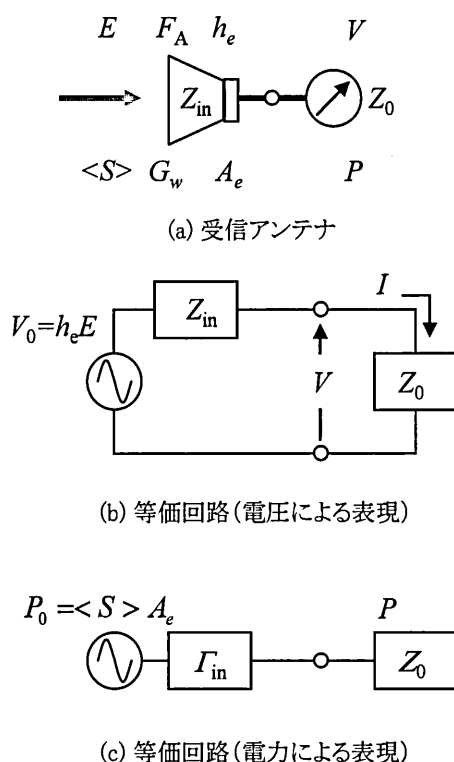 E F_A h_e V
Z_in Z_0
<S> G_w A_e P
(a) 受信アンテナ
I
Z_in
V_0=h_eE
V Z_0
(b) 等価回路(電圧による表現)
P_0 =<S> A_e P
Γ_in Z_0
(c) 等価回路(電力による表現)